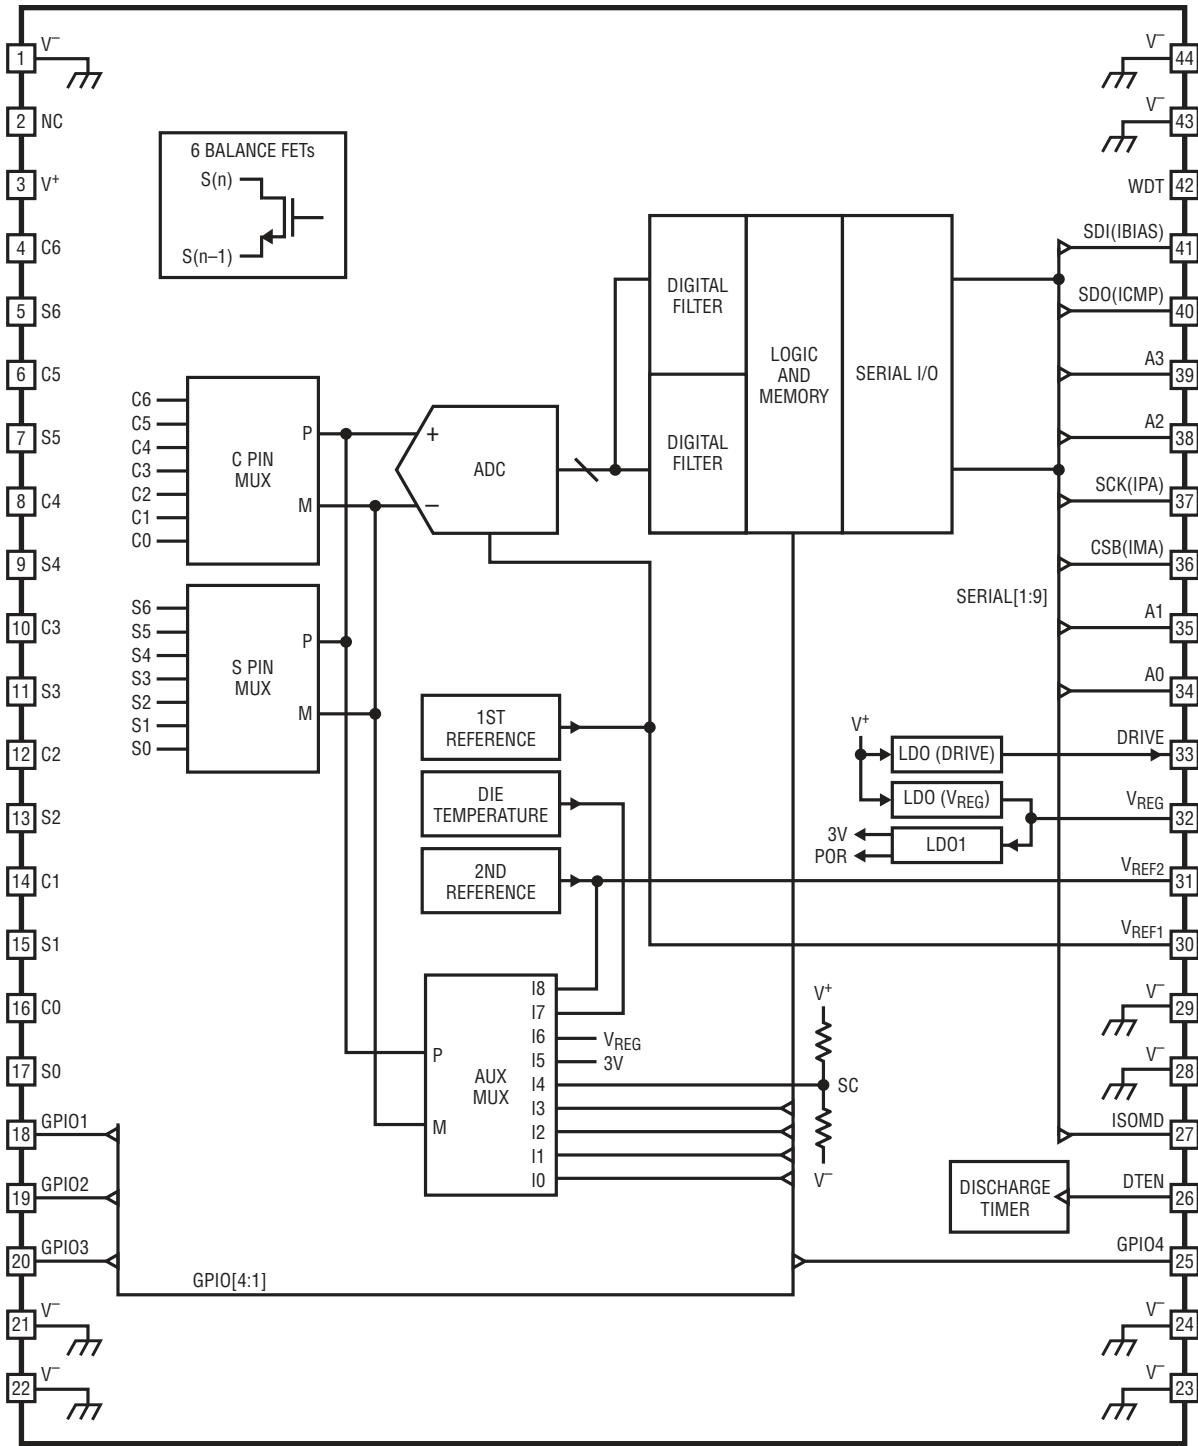 1 V–
2 NC
3 V+
4 C6
5 S6
6 C5
7 S5
8 C4
9 S4
10 C3
11 S3
12 C2
13 S2
14 C1
15 S1
16 C0
17 S0
18 GPIO1
19 GPIO2
20 GPIO3
21 V–
22 V–
6 BALANCE FETs
S(n)
S(n–1)
C6
C5
C4
C3
C2
C1
C0
C PIN
MUX
P
M
S6
S5
S4
S3
S2
S1
S0
S PIN
MUX
P
M
+
ADC
–
DIGITAL
FILTER
DIGITAL
FILTER
LOGIC
AND
MEMORY
SERIAL I/O
SERIAL[1:9]
1ST
REFERENCE
DIE
TEMPERATURE
2ND
REFERENCE
V+
LDO (DRIVE)
LDO (VREG)
3V
POR
LDO1
P
M
AUX
MUX
I8
I7
I6
I5
I4
I3
I2
I1
I0
VREG
3V
V+
SC
V–
DISCHARGE
TIMER
GPIO[4:1]
V– 44
V– 43
WDT 42
SDI(IBIAS) 41
SDO(ICMP) 40
A3 39
A2 38
SCK(IPA) 37
CSB(IMA) 36
A1 35
A0 34
DRIVE 33
VREG 32
VREF2 31
VREF1 30
V– 29
V– 28
ISOMD 27
DTEN 26
GPIO4 25
V– 24
V– 23